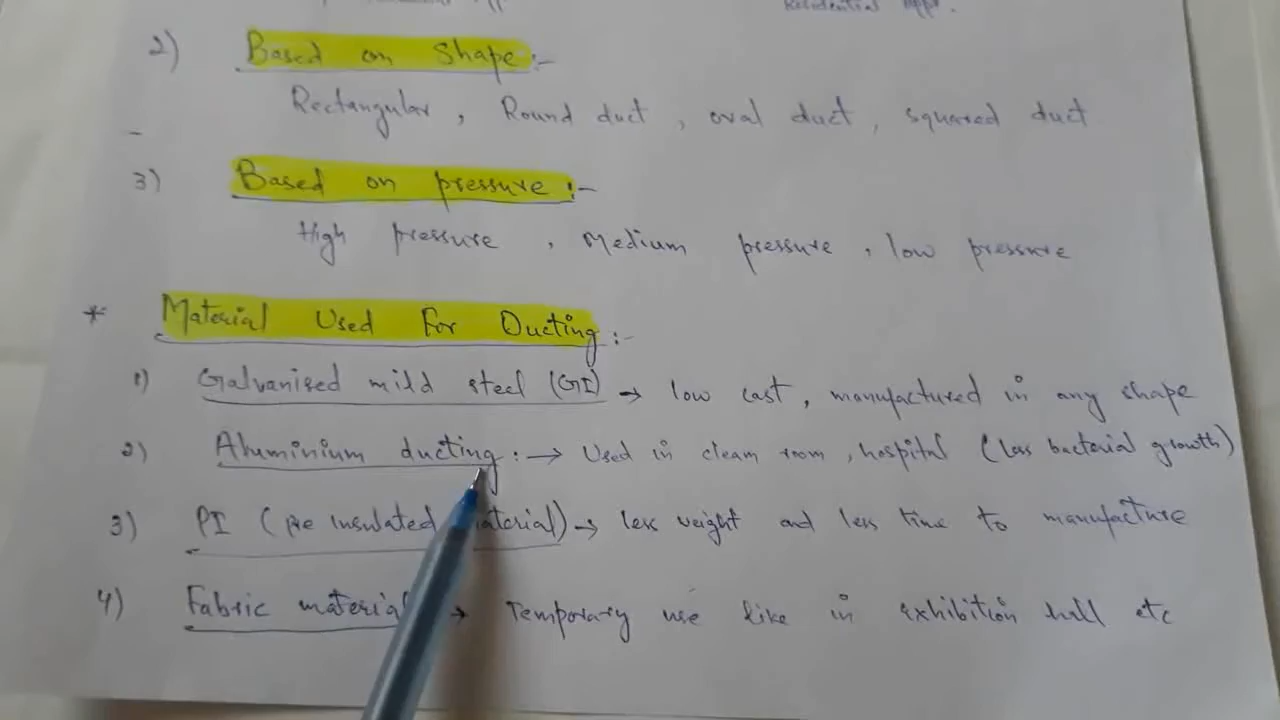 Residential App.
2) Based on Shape :-
Rectangular , Round duct , oval duct , squared duct
3) Based on pressure :-
High pressure , Medium pressure , low pressure
* Material Used For Ducting :-
1) Galvanised mild steel (GI) → low cast , manufactured in any shape
2) Aluminium ducting : → Used in clean room , hospital (less bacterial growth)
3) PI (pre insulated material) → less weight and less time to manufacture
4) Fabric material → Temporary use like in exhibition hall etc